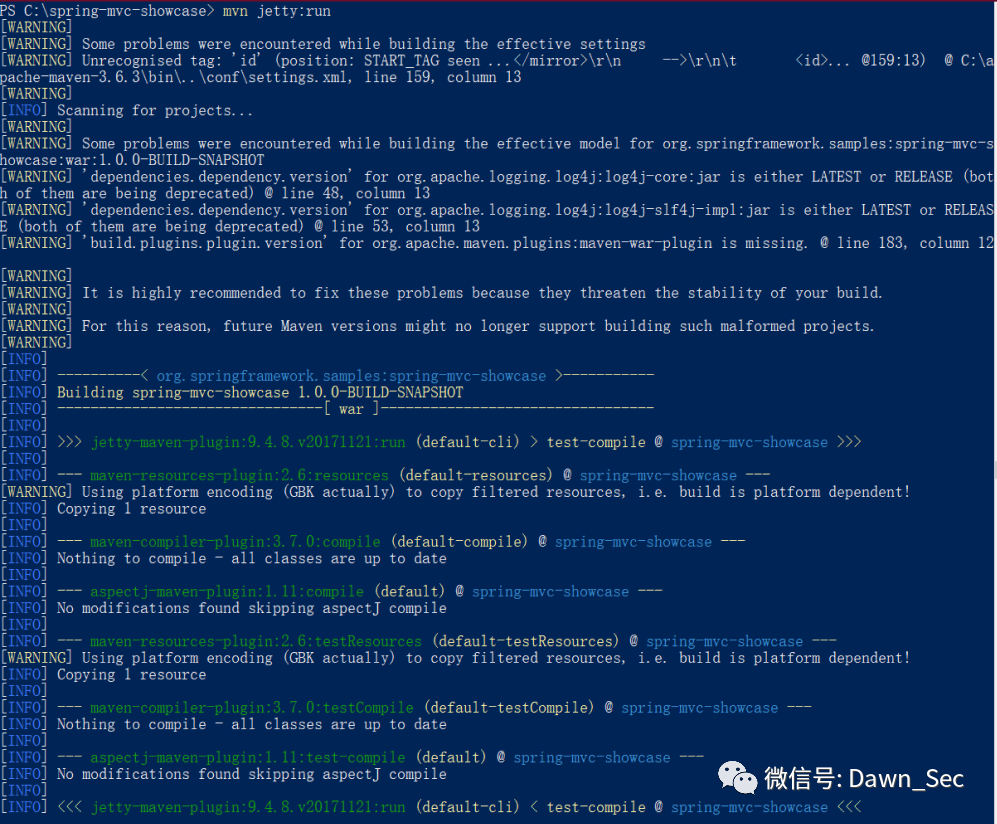 PS C:\spring-mvc-showcase> mvn jetty:run
[WARNING]
[WARNING] Some problems were encountered while building the effective settings
[WARNING] Unrecognised tag: 'id' (position: START_TAG seen ...</mirror>\r\n     -->\r\n\t       <id>... @159:13)  @ C:\a
pache-maven-3.6.3\bin\..\conf\settings.xml, line 159, column 13
[WARNING]
[INFO] Scanning for projects...
[WARNING]
[WARNING] Some problems were encountered while building the effective model for org.springframework.samples:spring-mvc-s
howcase:war:1.0.0-BUILD-SNAPSHOT
[WARNING] 'dependencies.dependency.version' for org.apache.logging.log4j:log4j-core:jar is either LATEST or RELEASE (bot
h of them are being deprecated) @ line 48, column 13
[WARNING] 'dependencies.dependency.version' for org.apache.logging.log4j:log4j-slf4j-impl:jar is either LATEST or RELEAS
E (both of them are being deprecated) @ line 53, column 13
[WARNING] 'build.plugins.plugin.version' for org.apache.maven.plugins:maven-war-plugin is missing. @ line 183, column 12
[WARNING]
[WARNING] It is highly recommended to fix these problems because they threaten the stability of your build.
[WARNING]
[WARNING] For this reason, future Maven versions might no longer support building such malformed projects.
[WARNING]
[INFO]
[INFO] ----------< org.springframework.samples:spring-mvc-showcase >-----------
[INFO] Building spring-mvc-showcase 1.0.0-BUILD-SNAPSHOT
[INFO] --------------------------------[ war ]---------------------------------
[INFO]
[INFO] >>> jetty-maven-plugin:9.4.8.v20171121:run (default-cli) > test-compile @ spring-mvc-showcase >>>
[INFO]
[INFO] --- maven-resources-plugin:2.6:resources (default-resources) @ spring-mvc-showcase ---
[WARNING] Using platform encoding (GBK actually) to copy filtered resources, i.e. build is platform dependent!
[INFO] Copying 1 resource
[INFO]
[INFO] --- maven-compiler-plugin:3.7.0:compile (default-compile) @ spring-mvc-showcase ---
[INFO] Nothing to compile - all classes are up to date
[INFO]
[INFO] --- aspectj-maven-plugin:1.11:compile (default) @ spring-mvc-showcase ---
[INFO] No modifications found skipping aspectJ compile
[INFO]
[INFO] --- maven-resources-plugin:2.6:testResources (default-testResources) @ spring-mvc-showcase ---
[WARNING] Using platform encoding (GBK actually) to copy filtered resources, i.e. build is platform dependent!
[INFO] Copying 1 resource
[INFO]
[INFO] --- maven-compiler-plugin:3.7.0:testCompile (default-testCompile) @ spring-mvc-showcase ---
[INFO] Nothing to compile - all classes are up to date
[INFO]
[INFO] --- aspectj-maven-plugin:1.11:test-compile (default) @ spring-mvc-showcase ---
[INFO] No modifications found skipping aspectJ compile
[INFO]
[INFO] <<< jetty-maven-plugin:9.4.8.v20171121:run (default-cli) < test-compile @ spring-mvc-showcase <<<
微信号: Dawn_Sec